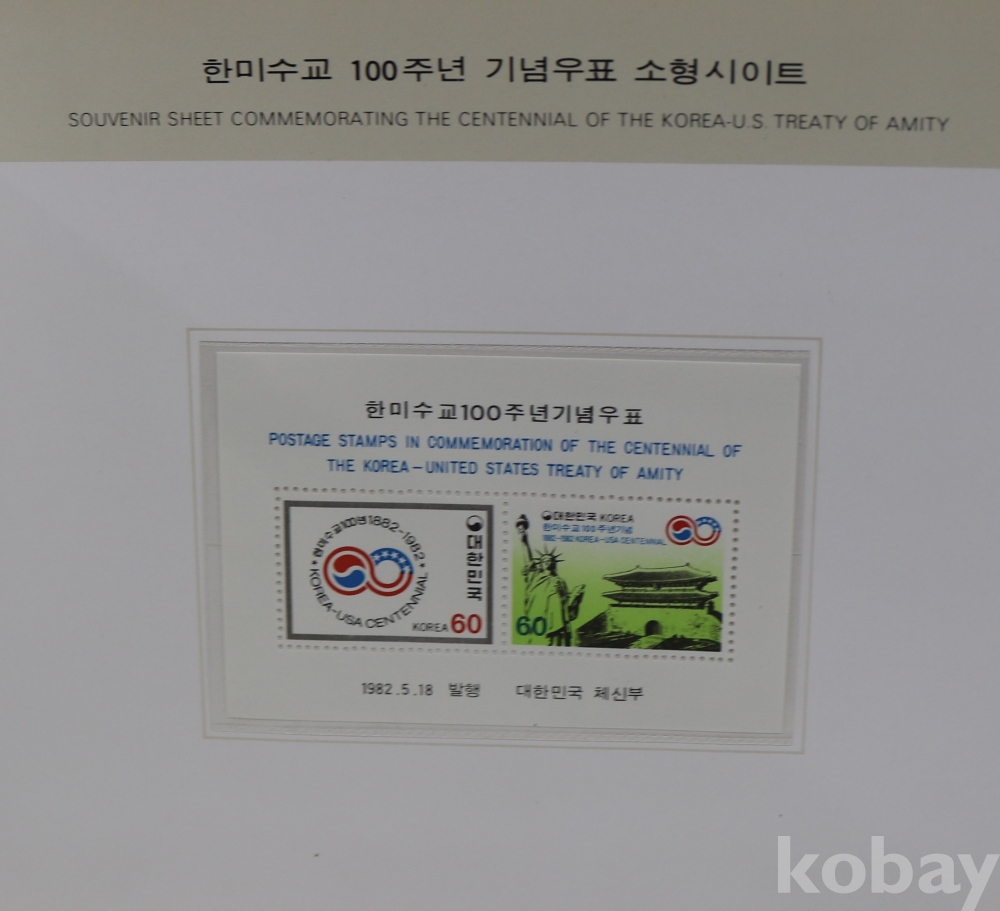 한미수교 100주년 기념우표 소형시이트
SOUVENIR SHEET COMMEMORATING THE CENTENNIAL OF THE KOREA-U.S. TREATY OF AMITY
한미수교100주년기념우표
POSTAGE STAMPS IN COMMEMORATION OF THE CENTENNIAL OF
THE KOREA-UNITED STATES TREATY OF AMITY
한미수교100년1882-1982
KOREA-USA CENTENNIAL
대한민국
KOREA 60
대한민국 KOREA
한미수교 100주년기념
1882-1982 KOREA-USA CENTENNIAL
60
1982.5.18 발행 대한민국 체신부
kobay